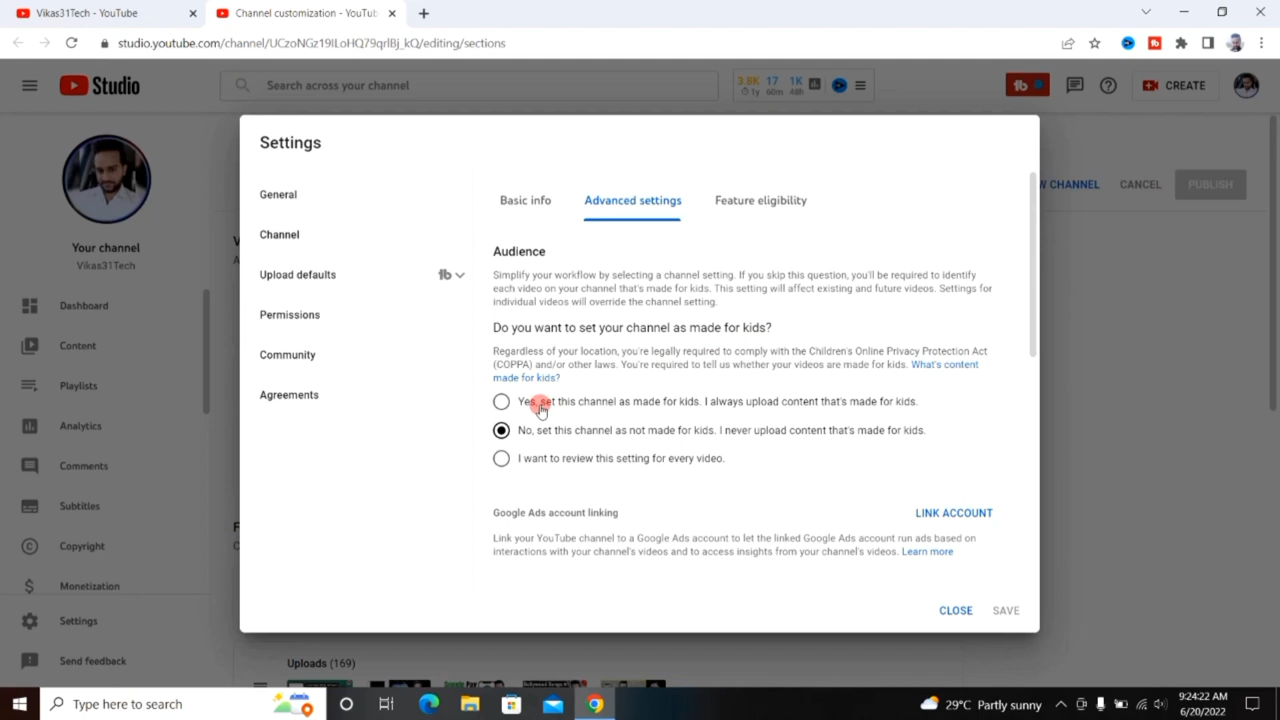 Vikas31Tech - YouTube
Channel customization - YouTub
studio.youtube.com/channel/UCzoNGz19ILoHQ79qrlBj_kQ/editing/sections
Studio
Search across your channel
3.8K 17 1K
1y 60m 48h
CREATE
Settings
W CHANNEL
CANCEL
PUBLISH
General
Channel
Upload defaults
Permissions
Community
Agreements
Basic info
Advanced settings
Feature eligibility
Audience
Simplify your workflow by selecting a channel setting. If you skip this question, you'll be required to identify
each video on your channel that's made for kids. This setting will affect existing and future videos. Settings for
individual videos will override the channel setting.
Do you want to set your channel as made for kids?
Regardless of your location, you're legally required to comply with the Children's Online Privacy Protection Act
(COPPA) and/or other laws. You're required to tell us whether your videos are made for kids. What's content
made for kids?
Yes, set this channel as made for kids. I always upload content that's made for kids.
No, set this channel as not made for kids. I never upload content that's made for kids.
I want to review this setting for every video.
Google Ads account linking
LINK ACCOUNT
Link your YouTube channel to a Google Ads account to let the linked Google Ads account run ads based on
interactions with your channel's videos and to access insights from your channel's videos. Learn more
CLOSE
SAVE
Your channel
Vikas31Tech
Dashboard
Content
Playlists
Analytics
Comments
Subtitles
Copyright
Monetization
Settings
Send feedback
Uploads (169)
Type here to search
29°C Partly sunny
9:24:22 AM
6/20/2022